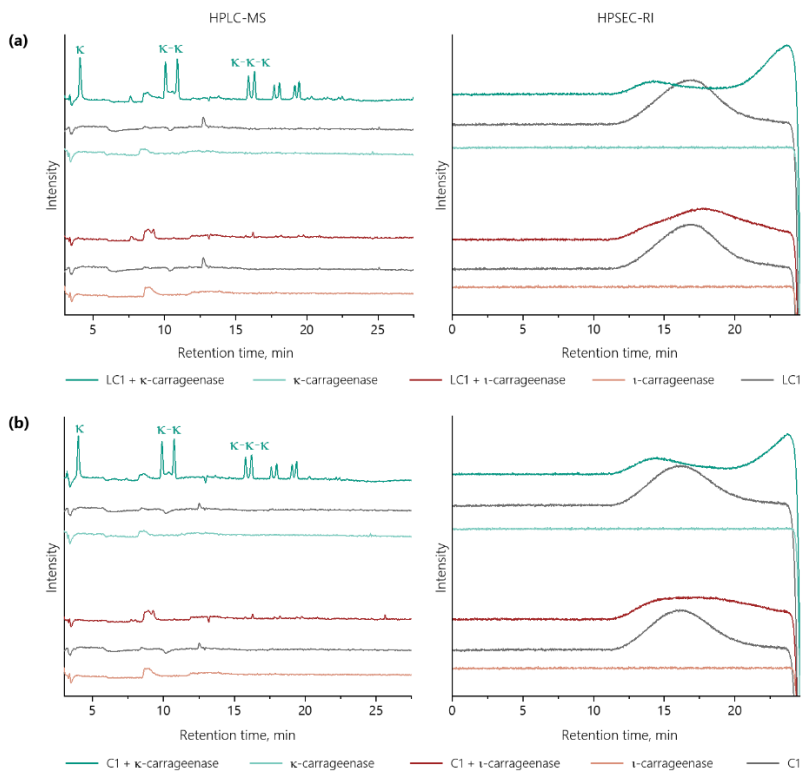 HPLC-MS HPSEC-RI
(a)
κ κ-κ κ-κ-κ
Intensity Intensity
5 10 15 20 25 0 5 10 15 20
Retention time, min Retention time, min
LC1 + κ-carrageenase κ-carrageenase LC1 + ι-carrageenase ι-carrageenase LC1
(b)
κ κ-κ κ-κ-κ
Intensity Intensity
5 10 15 20 25 0 5 10 15 20
Retention time, min Retention time, min
C1 + κ-carrageenase κ-carrageenase C1 + ι-carrageenase ι-carrageenase C1